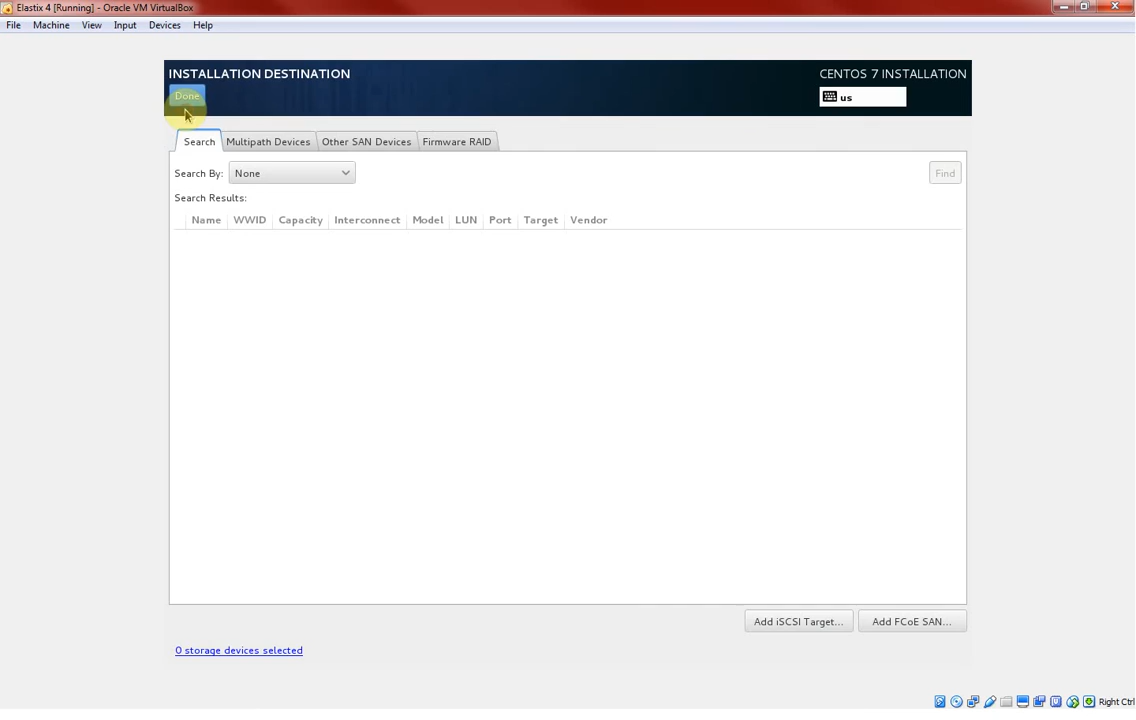 Elastix 4 [Running] - Oracle VM VirtualBox
File Machine View Input Devices Help
INSTALLATION DESTINATION
CENTOS 7 INSTALLATION
Done
us
Search Multipath Devices Other SAN Devices Firmware RAID
Search By: None Find
Search Results:
Name WWID Capacity Interconnect Model LUN Port Target Vendor
Add iSCSI Target... Add FCoE SAN...
0 storage devices selected
Right Ctrl